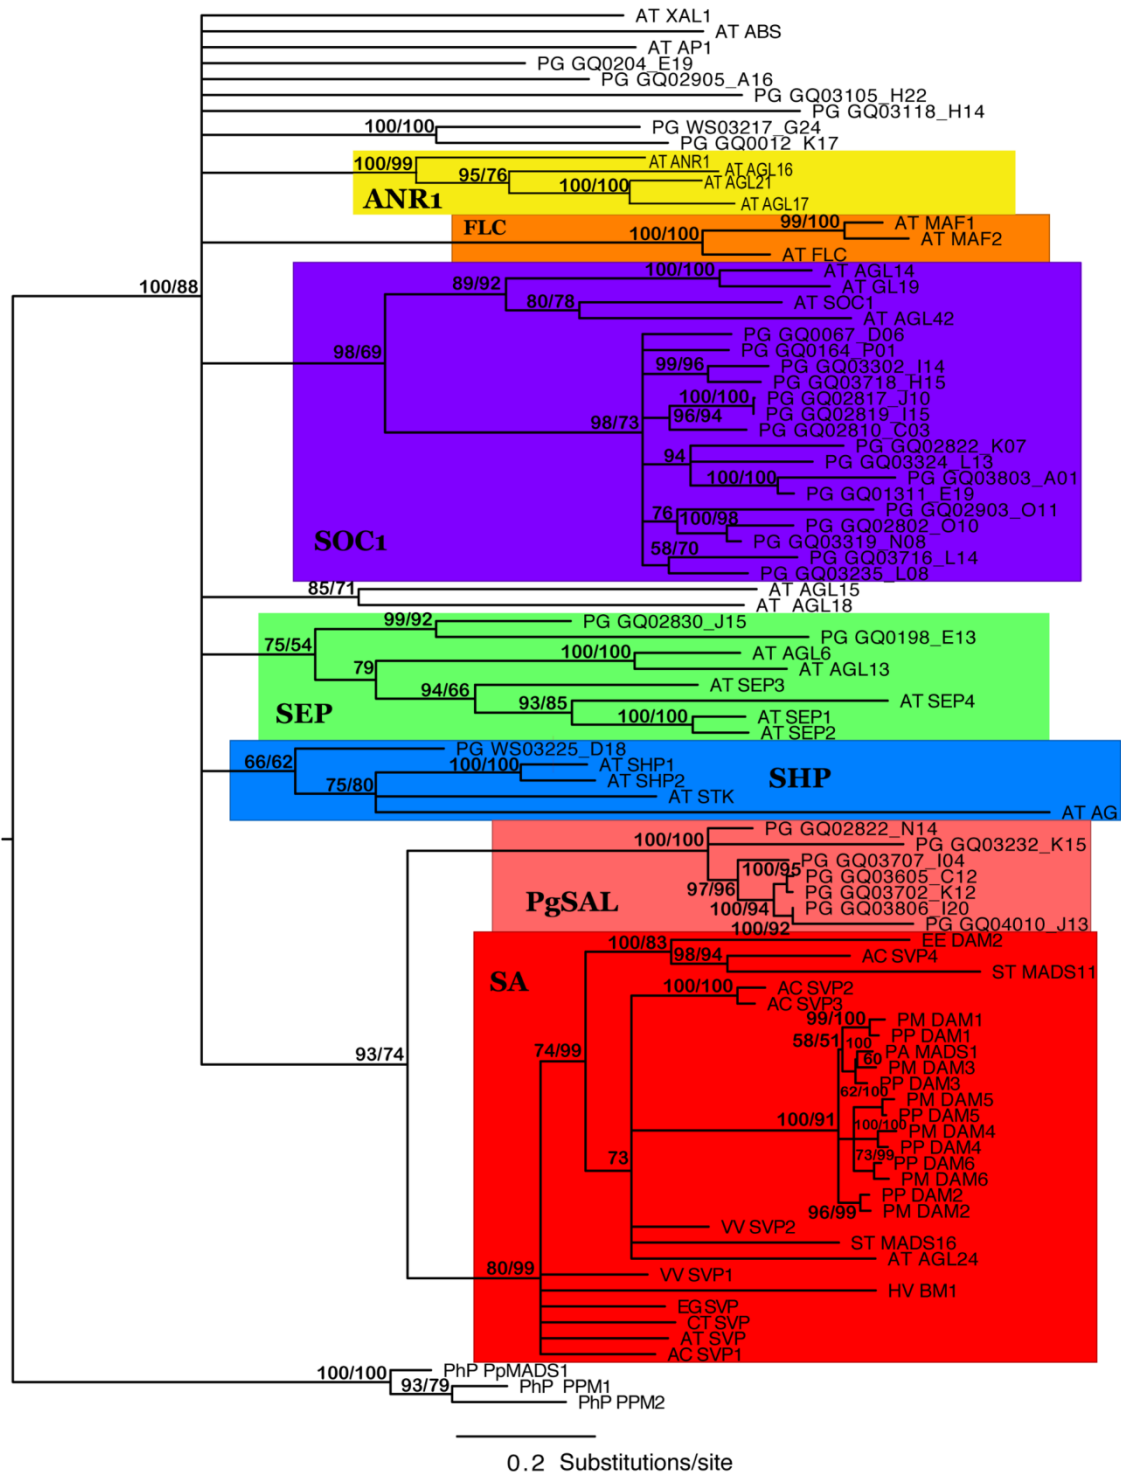 AT XAL1
AT ABS
AT AP1
PG GQ0204_E19
PG GQ02905_A16
PG GQ03105_H22
PG GQ03118_H14
100/100
PG WS03217_G24
PG GQ0012_K17
100/99
AT ANR1
95/76
AT AGL16
100/100
AT AGL21
ANR1
AT AGL17
FLC
99/100
AT MAF1
100/100
AT MAF2
AT FLC
100/88
100/100
AT AGL14
89/92
AT GL19
80/78
AT SOC1
AT AGL42
98/69
PG GQ0067_D06
PG GQ0164_P01
99/96
PG GQ03302_I14
PG GQ03718_H15
100/100
PG GQ02817_J10
96/94
PG GQ02819_I15
98/73
PG GQ02810_C03
PG GQ02822_K07
94
PG GQ03324_L13
100/100
PG GQ03803_A01
PG GQ01311_E19
76
PG GQ02903_O11
100/98
PG GQ02802_O10
SOC1
PG GQ03319_N08
58/70
PG GQ03716_L14
PG GQ03235_L08
85/71
AT AGL15
AT AGL18
99/92
PG GQ02830_J15
75/54
PG GQ0198_E13
100/100
AT AGL6
79
AT AGL13
94/66
AT SEP3
93/85
AT SEP4
SEP
100/100
AT SEP1
AT SEP2
66/62
PG WS03225_D18
100/100
AT SHP1
75/80
AT SHP2
SHP
AT STK
AT AG
100/100
PG GQ02822_N14
PG GQ03232_K15
PG GQ03707_I04
100/95
PG GQ03605_C12
97/96
PG GQ03702_K12
PgSAL
100/94
PG GQ03806_I20
PG GQ04010_J13
100/92
100/83
EE DAM2
98/94
AC SVP4
SA
ST MADS11
100/100
AC SVP2
AC SVP3
99/100
PM DAM1
58/51
PP DAM1
93/74
74/99
100
PA MADS1
60
PM DAM3
PP DAM3
62/100
PM DAM5
PP DAM5
100/91
100/100
PM DAM4
PP DAM4
73
73/99
PP DAM6
PM DAM6
PP DAM2
96/99
PM DAM2
VV SVP2
ST MADS16
AT AGL24
80/99
VV SVP1
HV BM1
EG SVP
CT SVP
AT SVP
AC SVP1
100/100
PhP PpMADS1
93/79
PhP PPM1
PhP PPM2
0.2 Substitutions/site